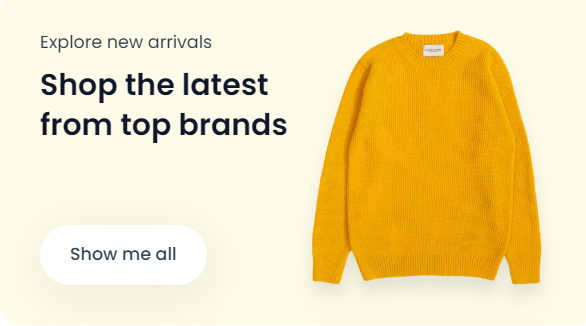 Explore new arrivals
Shop the latest
from top brands
Show me all